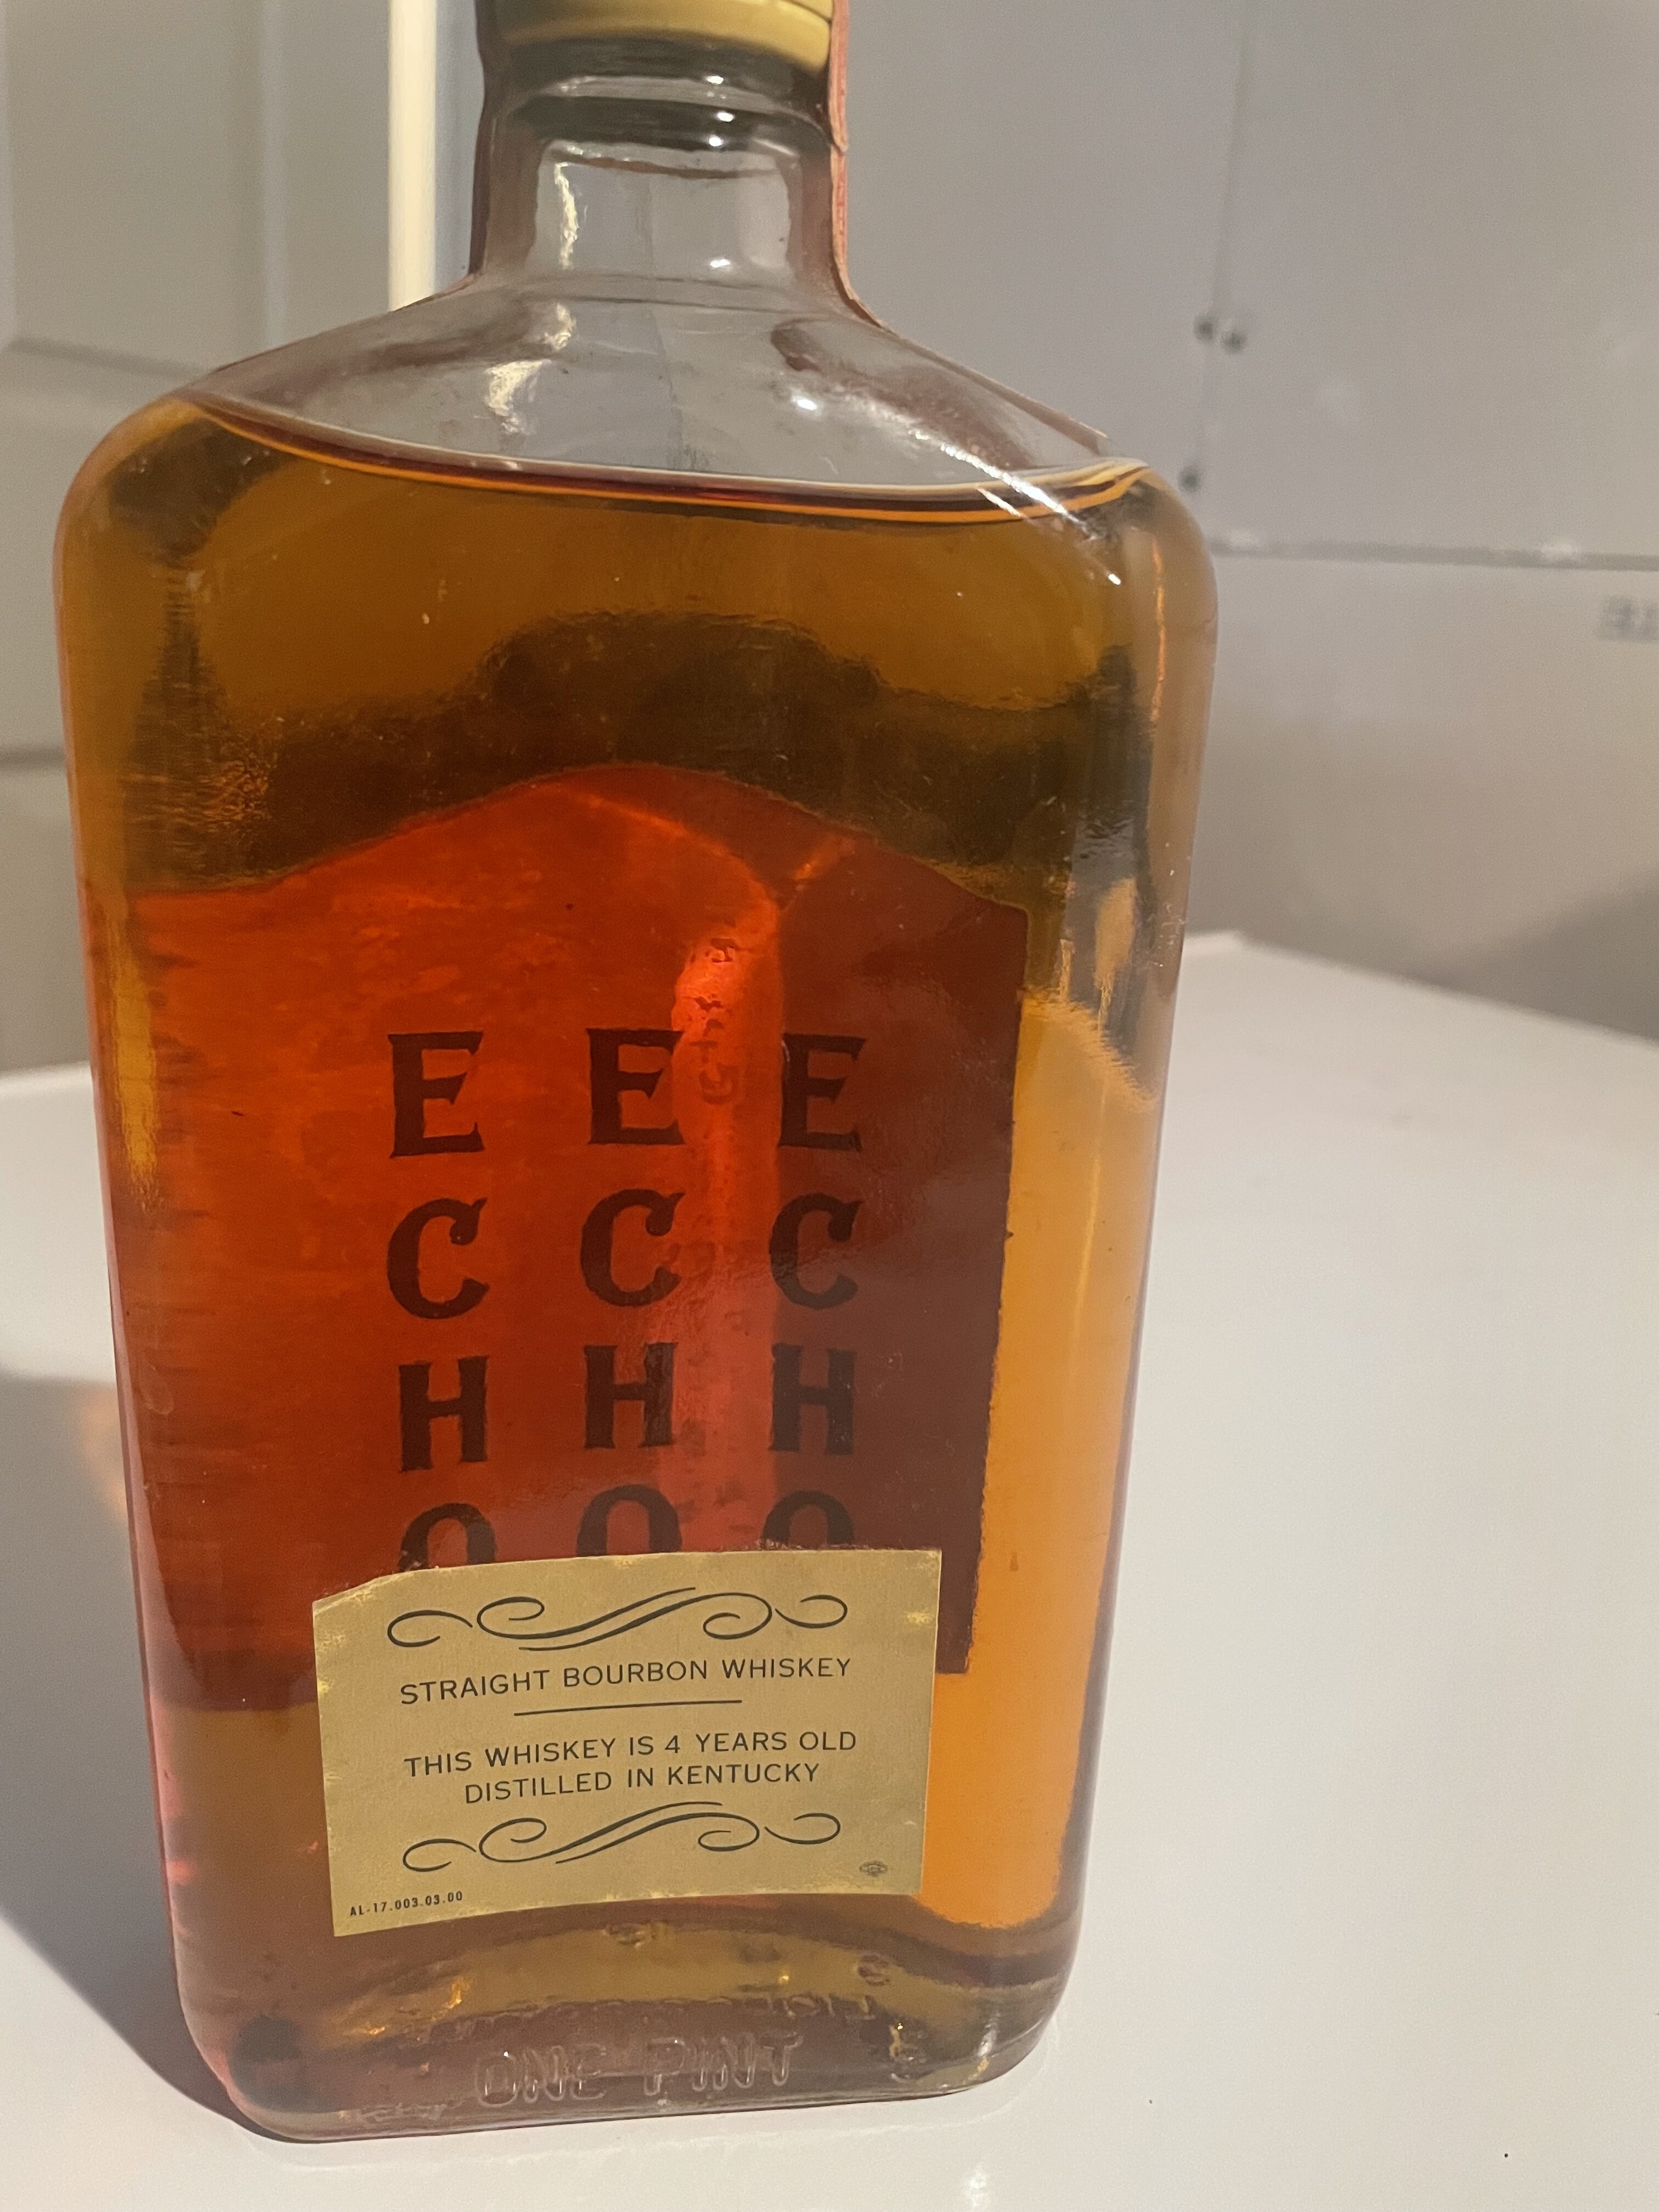 E E E
C C C
H H H
O O O
STRAIGHT BOURBON WHISKEY
THIS WHISKEY IS 4 YEARS OLD
DISTILLED IN KENTUCKY
AL-17.003.03.00
ONE PINT